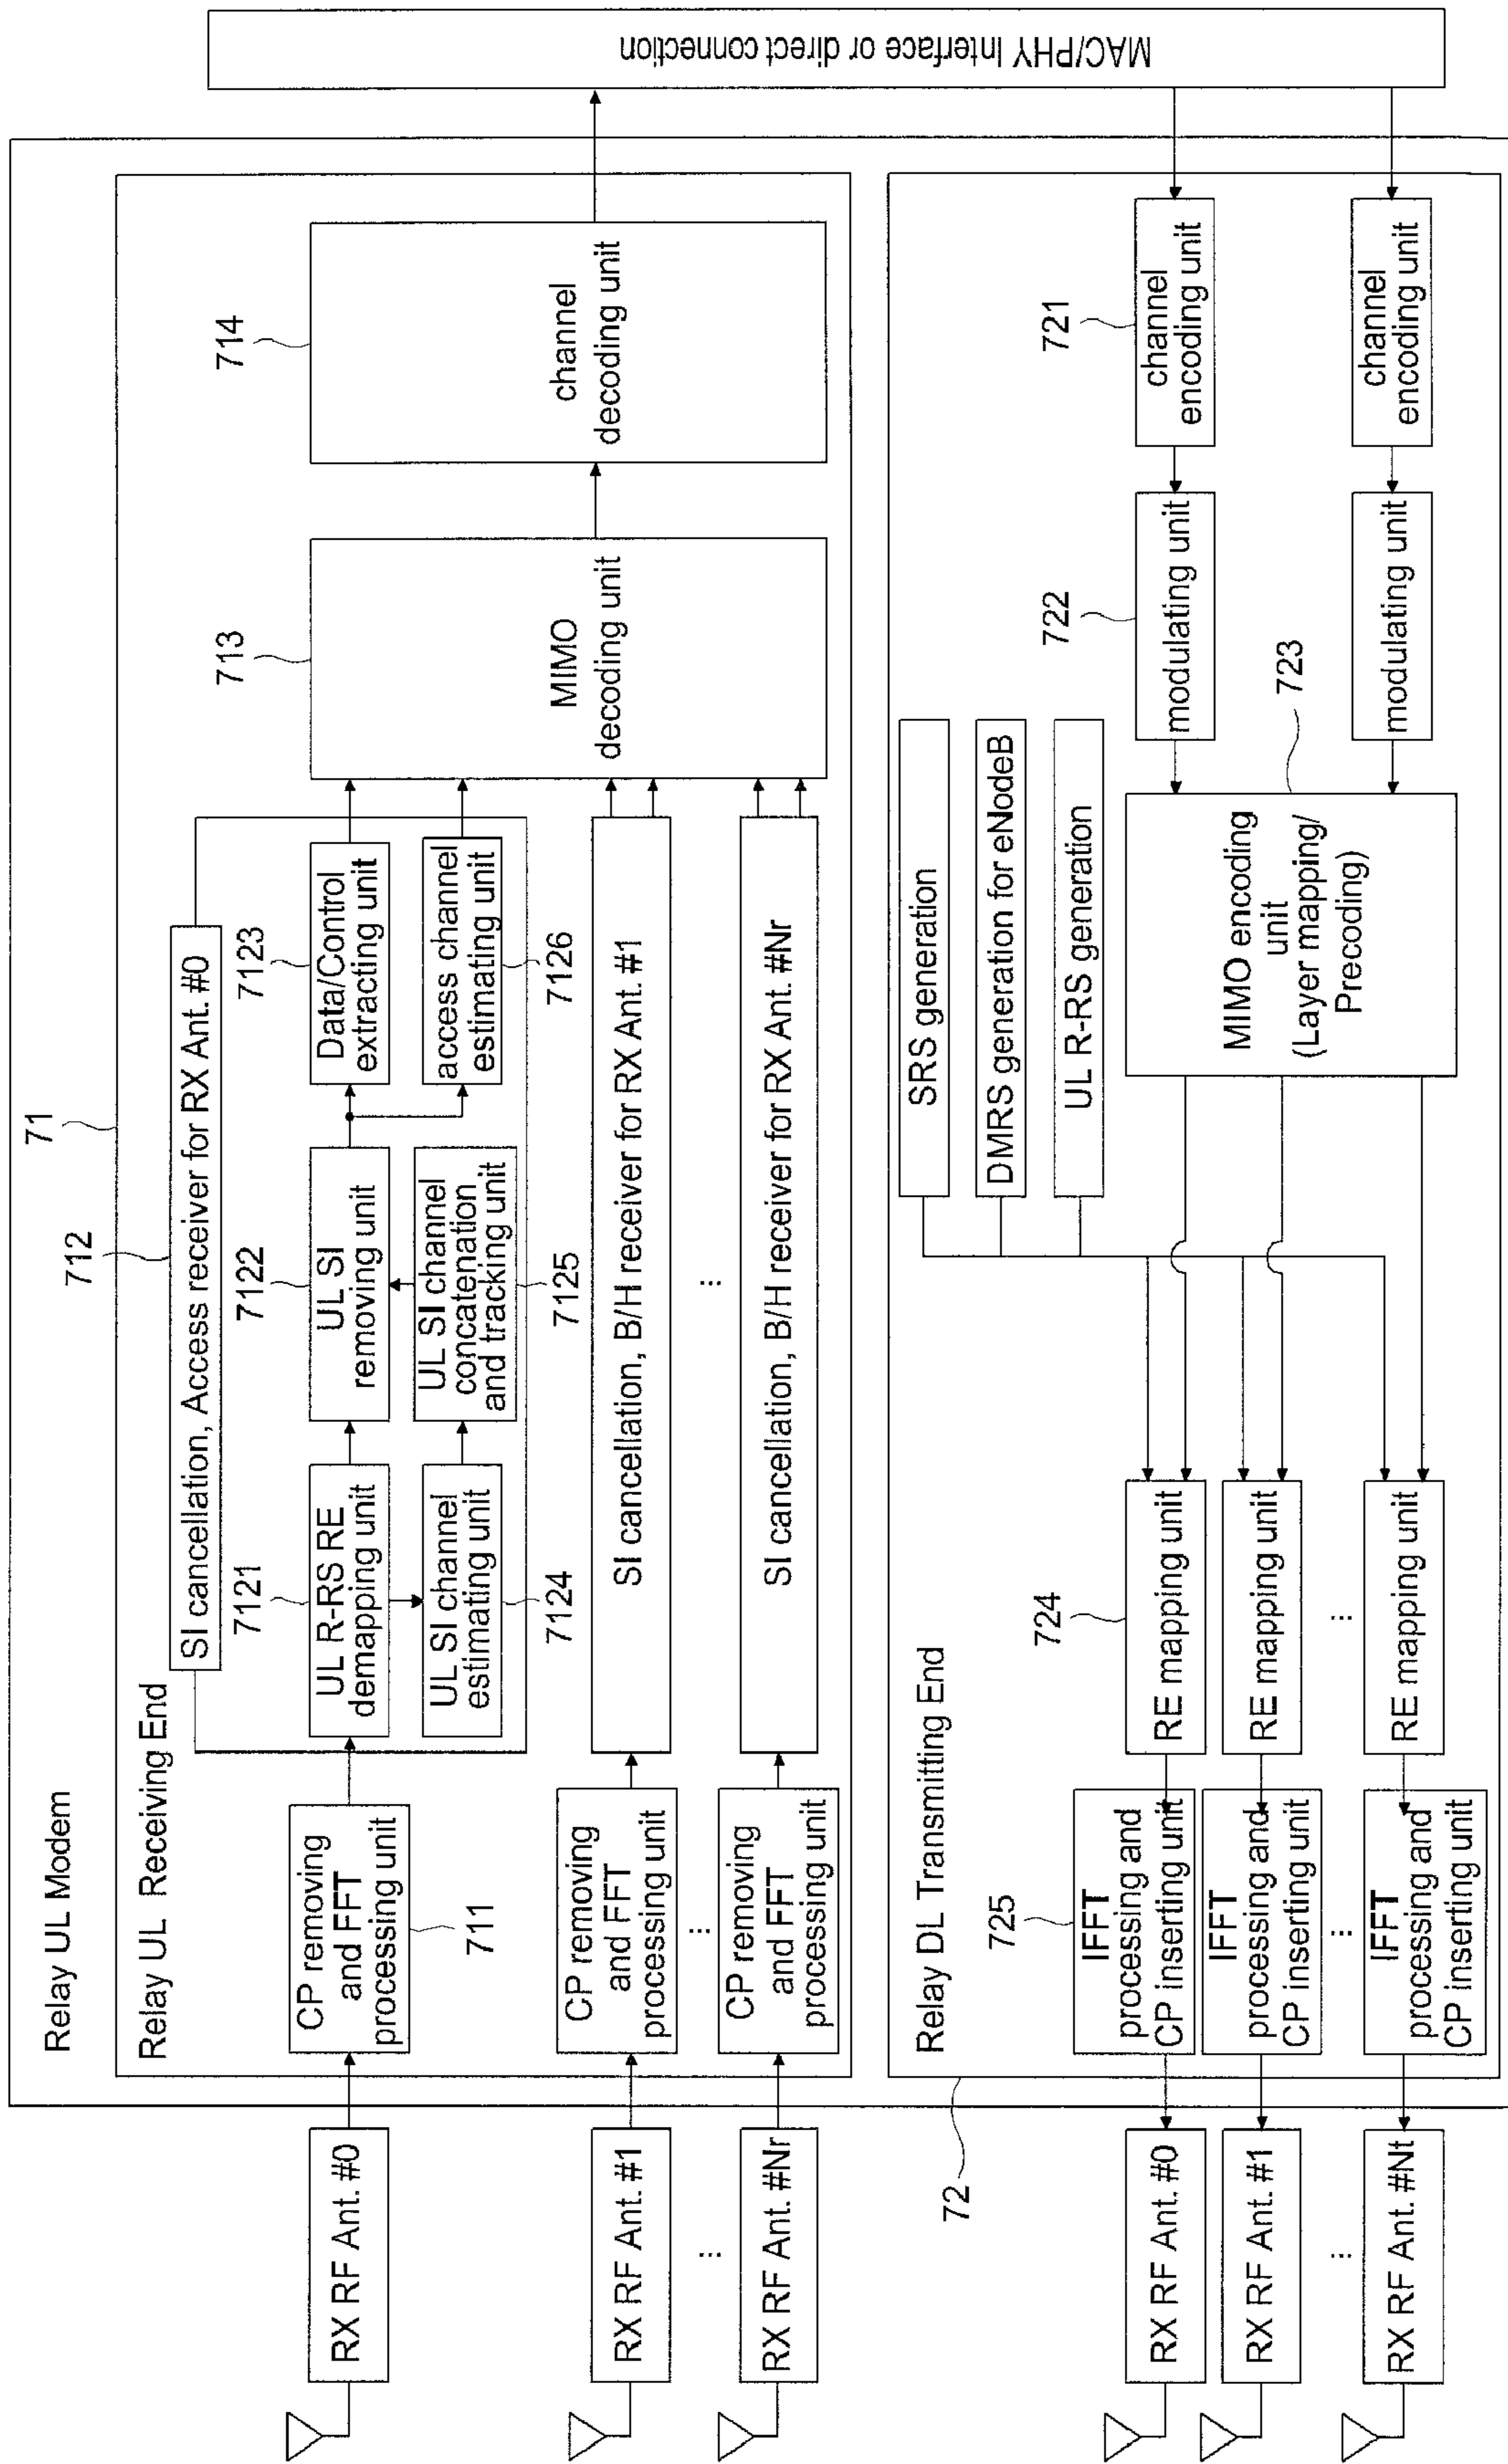 Relay UL Modem
71
Relay UL Receiving End
712
SI cancellation, Access receiver for RX Ant. #0
RX RF Ant. #0
CP removing
and FFT
processing unit
711
7121
UL R-RS RE
demapping unit
UL SI channel
estimating unit
7124
7122
UL SI
removing unit
UL SI channel
concatenation
and tracking unit
7125
7123
Data/Control
extracting unit
access channel
estimating unit
7126
713
MIMO
decoding unit
714
channel
decoding unit
MAC/PHY Interface or direct connection
RX RF Ant. #1
CP removing
and FFT
processing unit
SI cancellation, B/H receiver for RX Ant. #1
...
...
...
RX RF Ant. #Nr
CP removing
and FFT
processing unit
SI cancellation, B/H receiver for RX Ant. #Nr
72
Relay DL Transmitting End
SRS generation
DMRS generation for eNodeB
UL R-RS generation
RX RF Ant. #0
725
IFFT
processing and
CP inserting unit
724
RE mapping unit
723
MIMO encoding
unit
(Layer mapping/
Precoding)
722
modulating unit
721
channel
encoding unit
RX RF Ant. #1
IFFT
processing and
CP inserting unit
RE mapping unit
...
...
...
RX RF Ant. #Nt
IFFT
processing and
CP inserting unit
RE mapping unit
modulating unit
channel
encoding unit